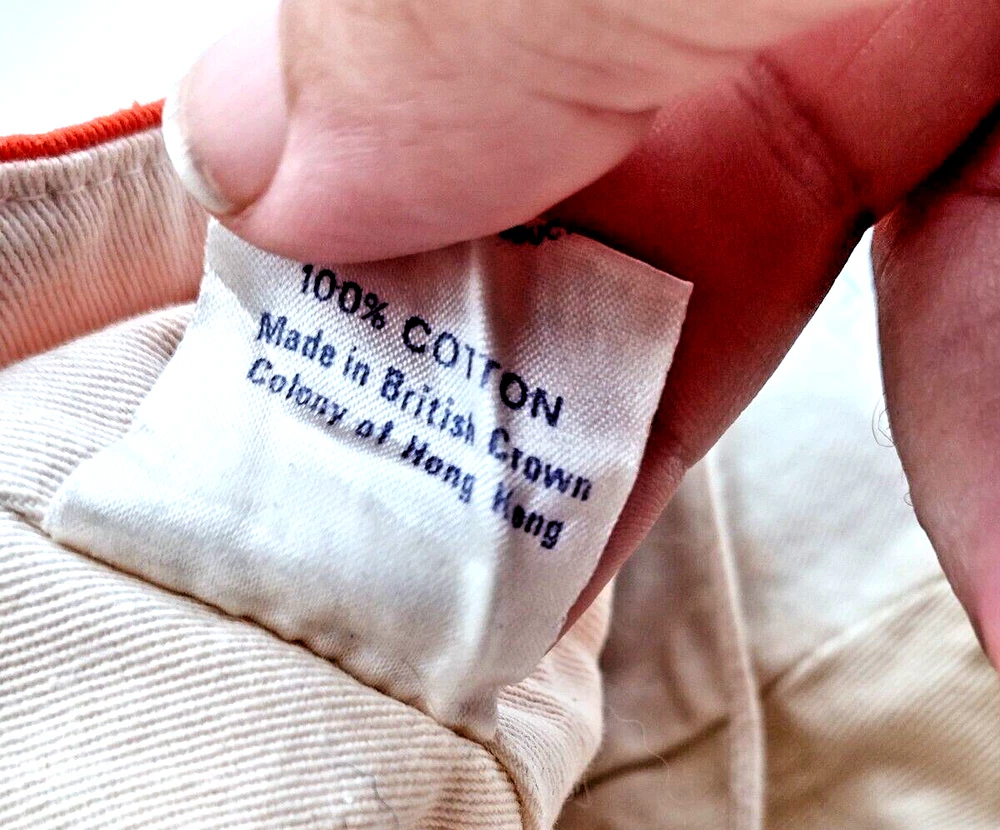 100% COTTON
Made in British Crown
Colony of Hong Kong